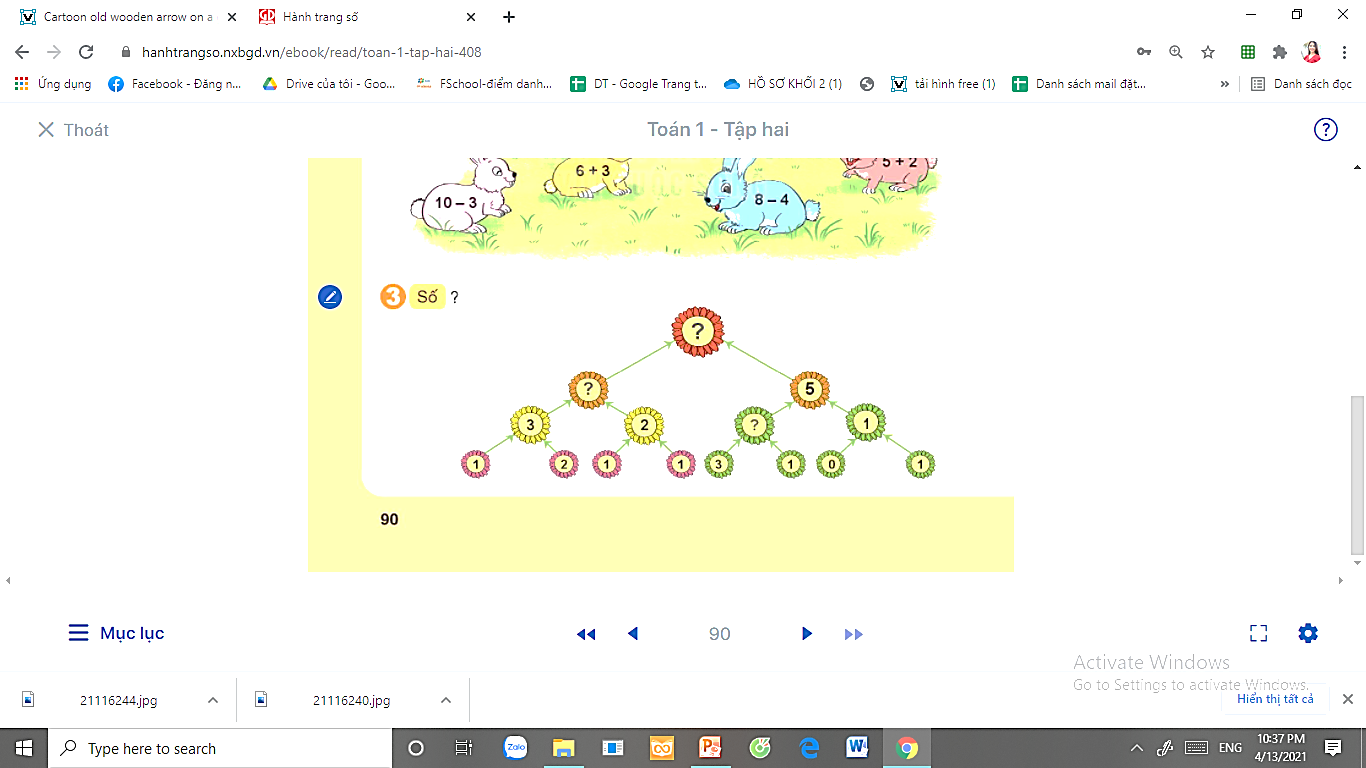 Cartoon old wooden arrow on a
Hành trang số
hanhtrangso.nxbgd.vn/ebook/read/toan-1-tap-hai-408
Ứng dụng
Facebook - Đăng n...
Drive của tôi - Goo...
FSchool-điểm danh...
DT - Google Trang t...
HỒ SƠ KHỐI 2 (1)
tải hình free (1)
Danh sách mail đặt...
»
Danh sách đọc
Thoát
Toán 1 - Tập hai
?
6 + 3
5 + 2
10 – 3
8 – 4
3 Số ?
?
? 5
3 2 ? 1
1 2 1 1 3 1 0 1
90
Mục lục
90
Activate Windows
Go to Settings to activate Windows.
21116244.jpg
21116240.jpg
Hiển thị tất cả
Type here to search
Zalo
ENG
10:37 PM
4/13/2021